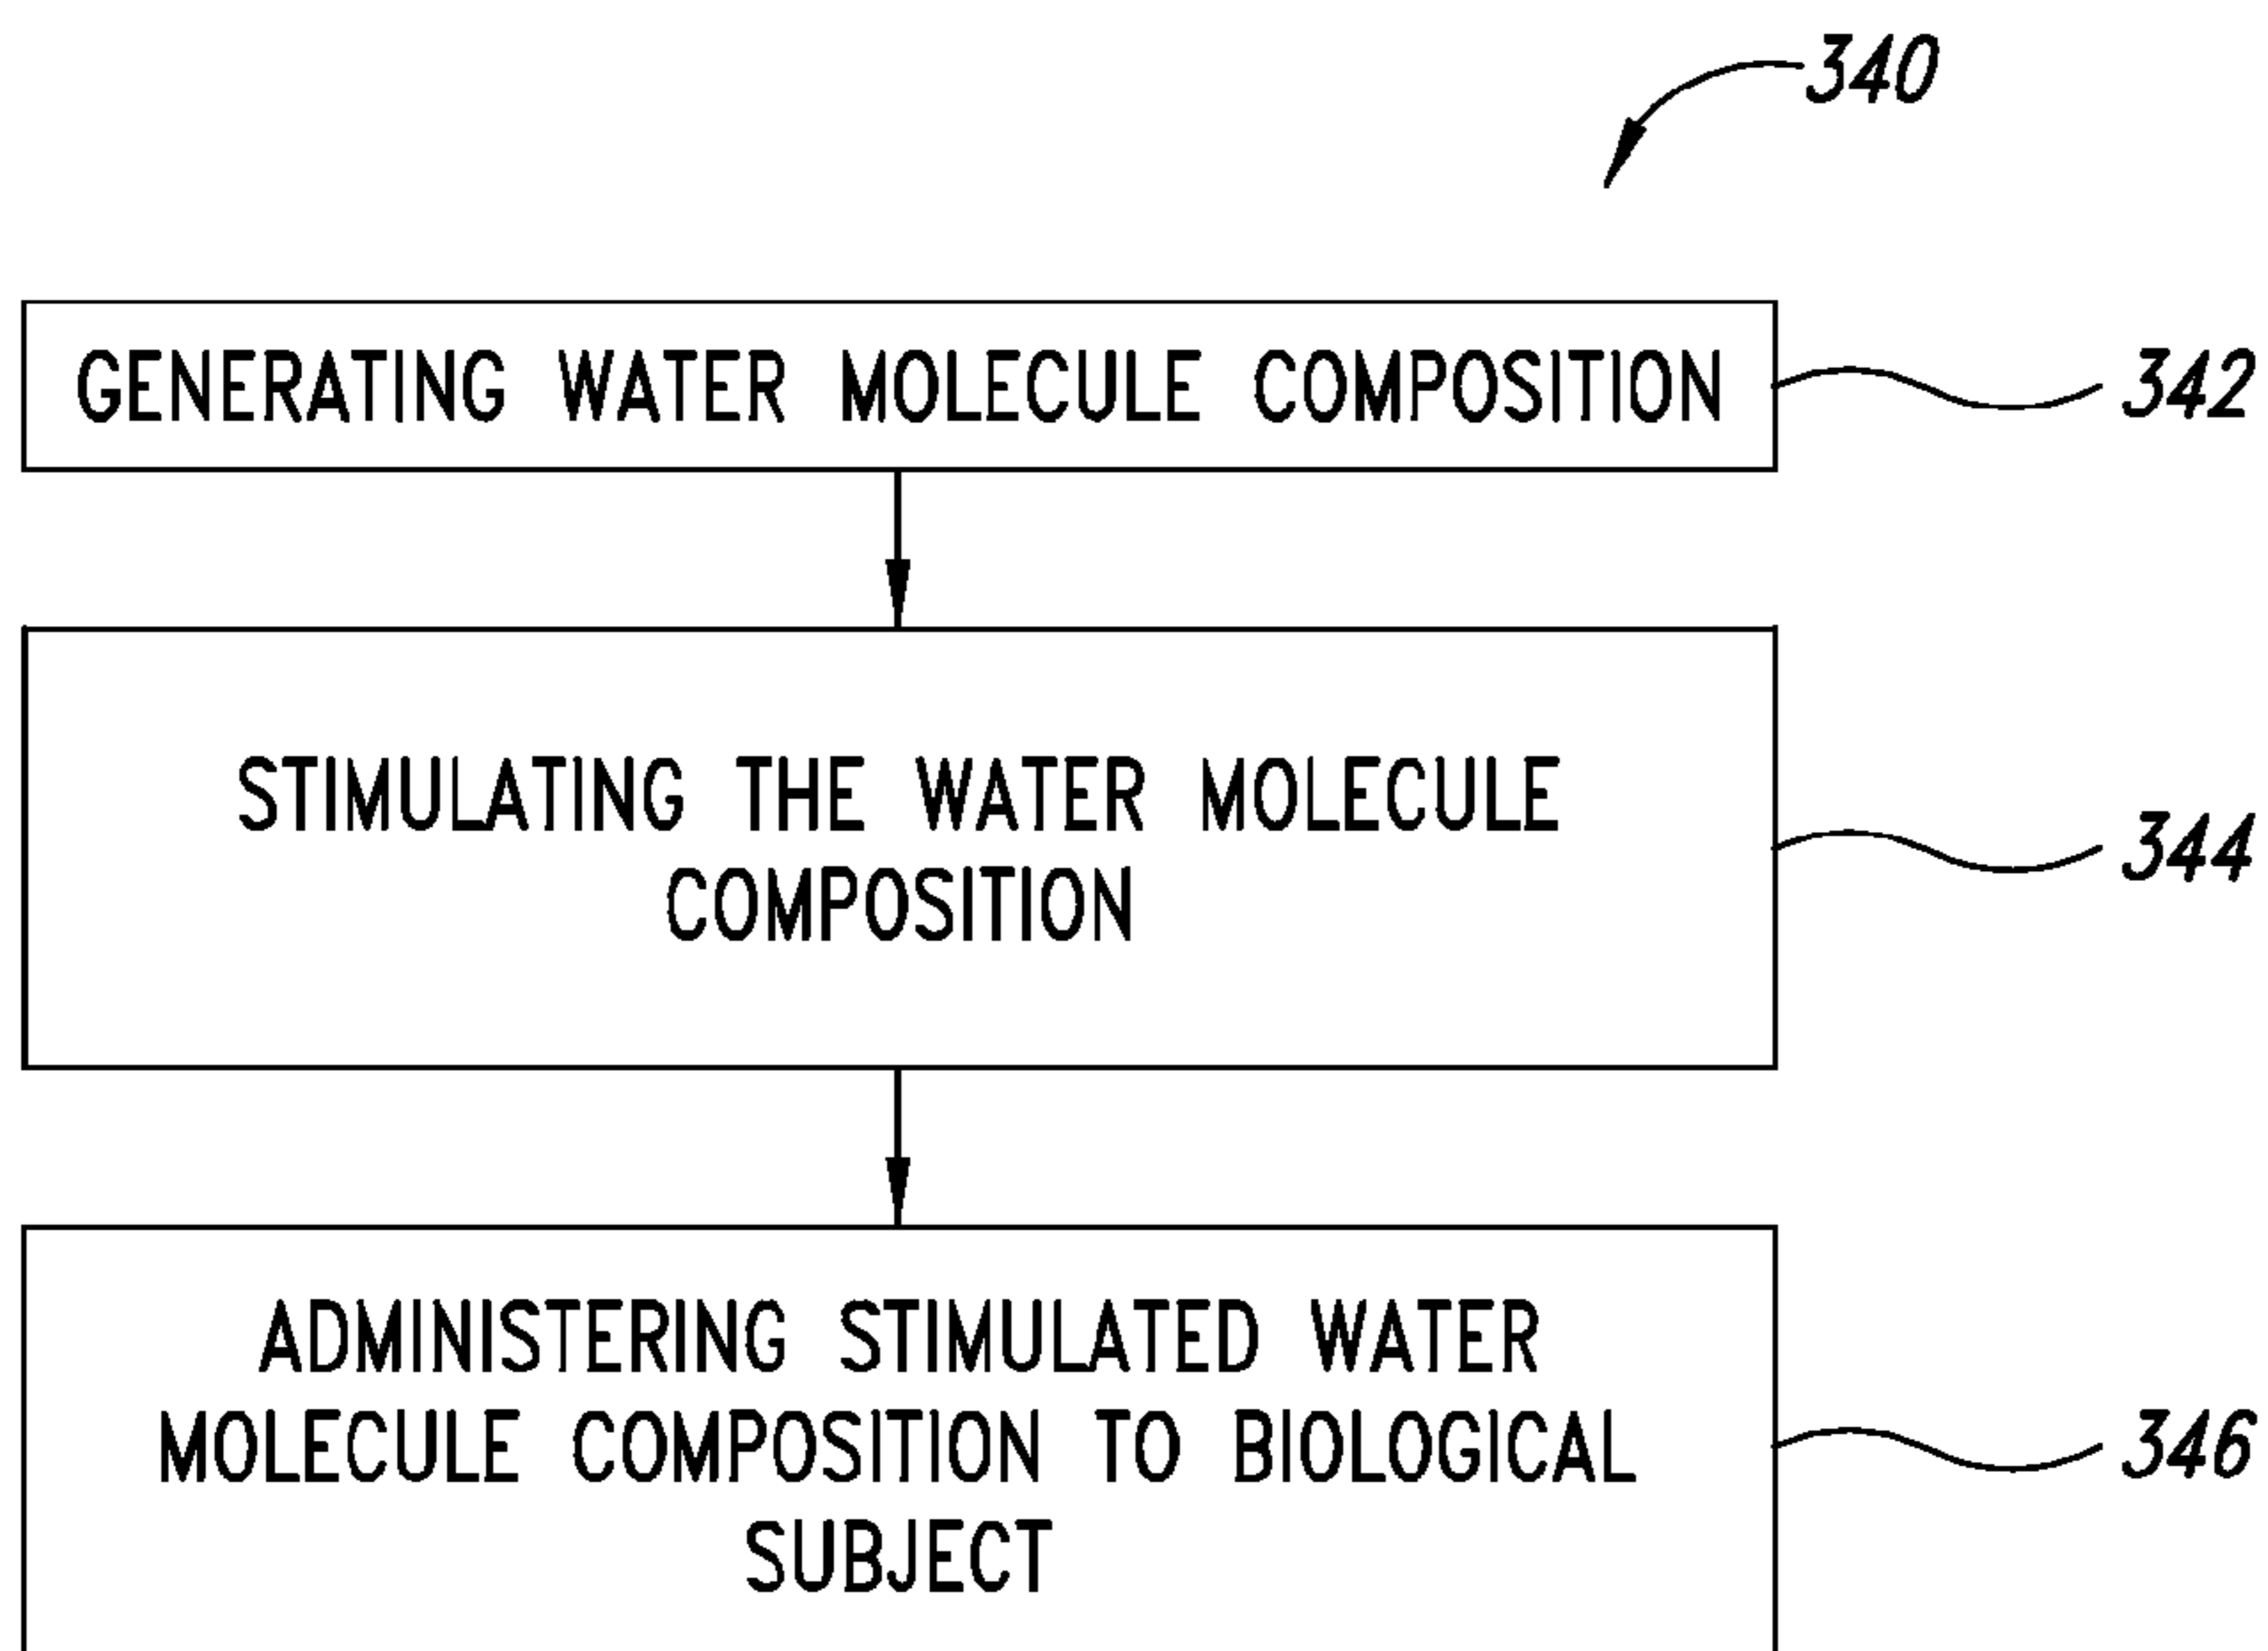 340
GENERATING WATER MOLECULE COMPOSITION
342
STIMULATING THE WATER MOLECULE
COMPOSITION
344
ADMINISTERING STIMULATED WATER
MOLECULE COMPOSITION TO BIOLOGICAL
SUBJECT
346